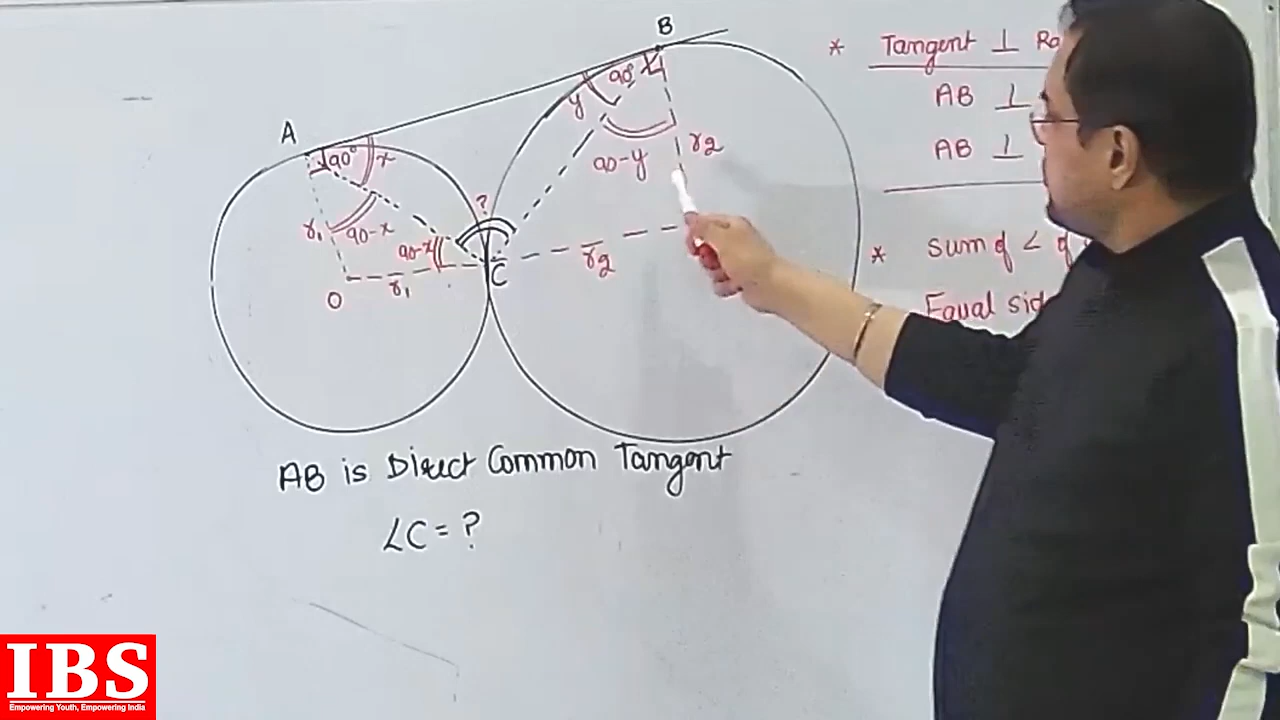 B
A
90°
x
y
90°
90-y
r2
r1
90-x
90-x
?
O
r1
C
r2
AB is Direct Common Tangent
∠C = ?
* Tangent ⊥ Ra
AB ⊥
AB ⊥
* Sum of ∠ of
Equal sid
IBS
Empowering Youth, Empowering India